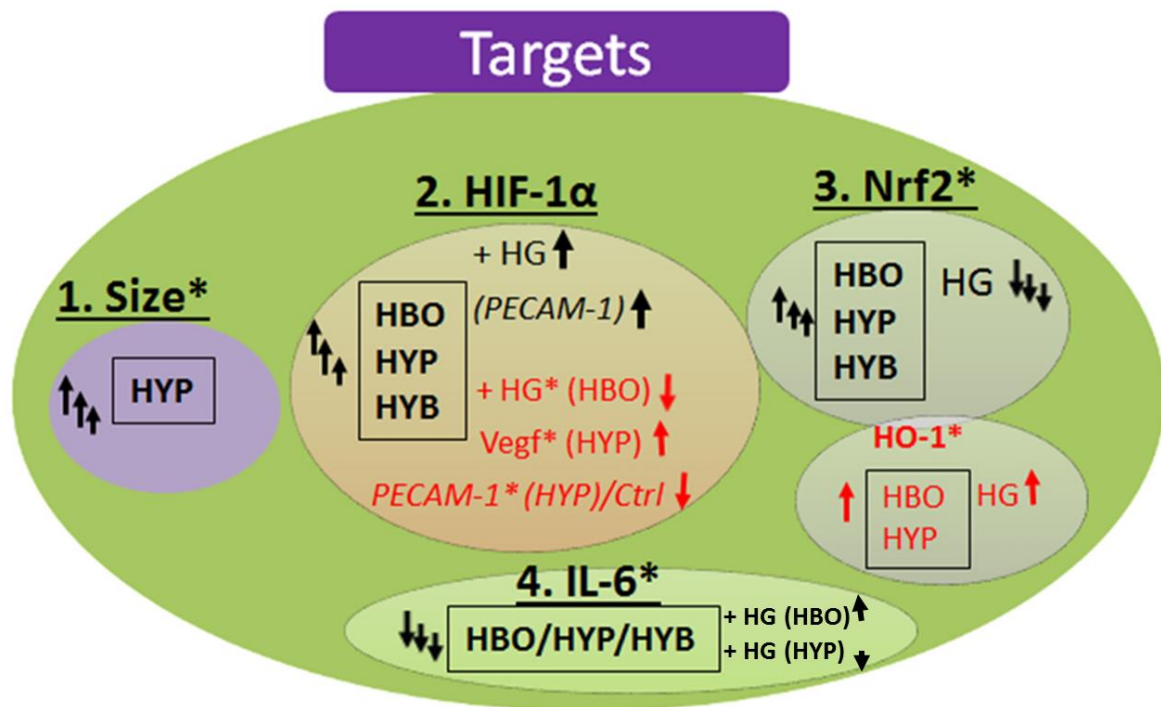 Targets
1. Size*
HYP
2. HIF-1α
+ HG
(PECAM-1)
HBO
HYP
HYB
+ HG* (HBO)
Vegf* (HYP)
PECAM-1* (HYP)/Ctrl
3. Nrf2*
HBO
HYP
HYB
HG
HO-1*
HBO
HYP
HG
4. IL-6*
HBO/HYP/HYB
+ HG (HBO)
+ HG (HYP)